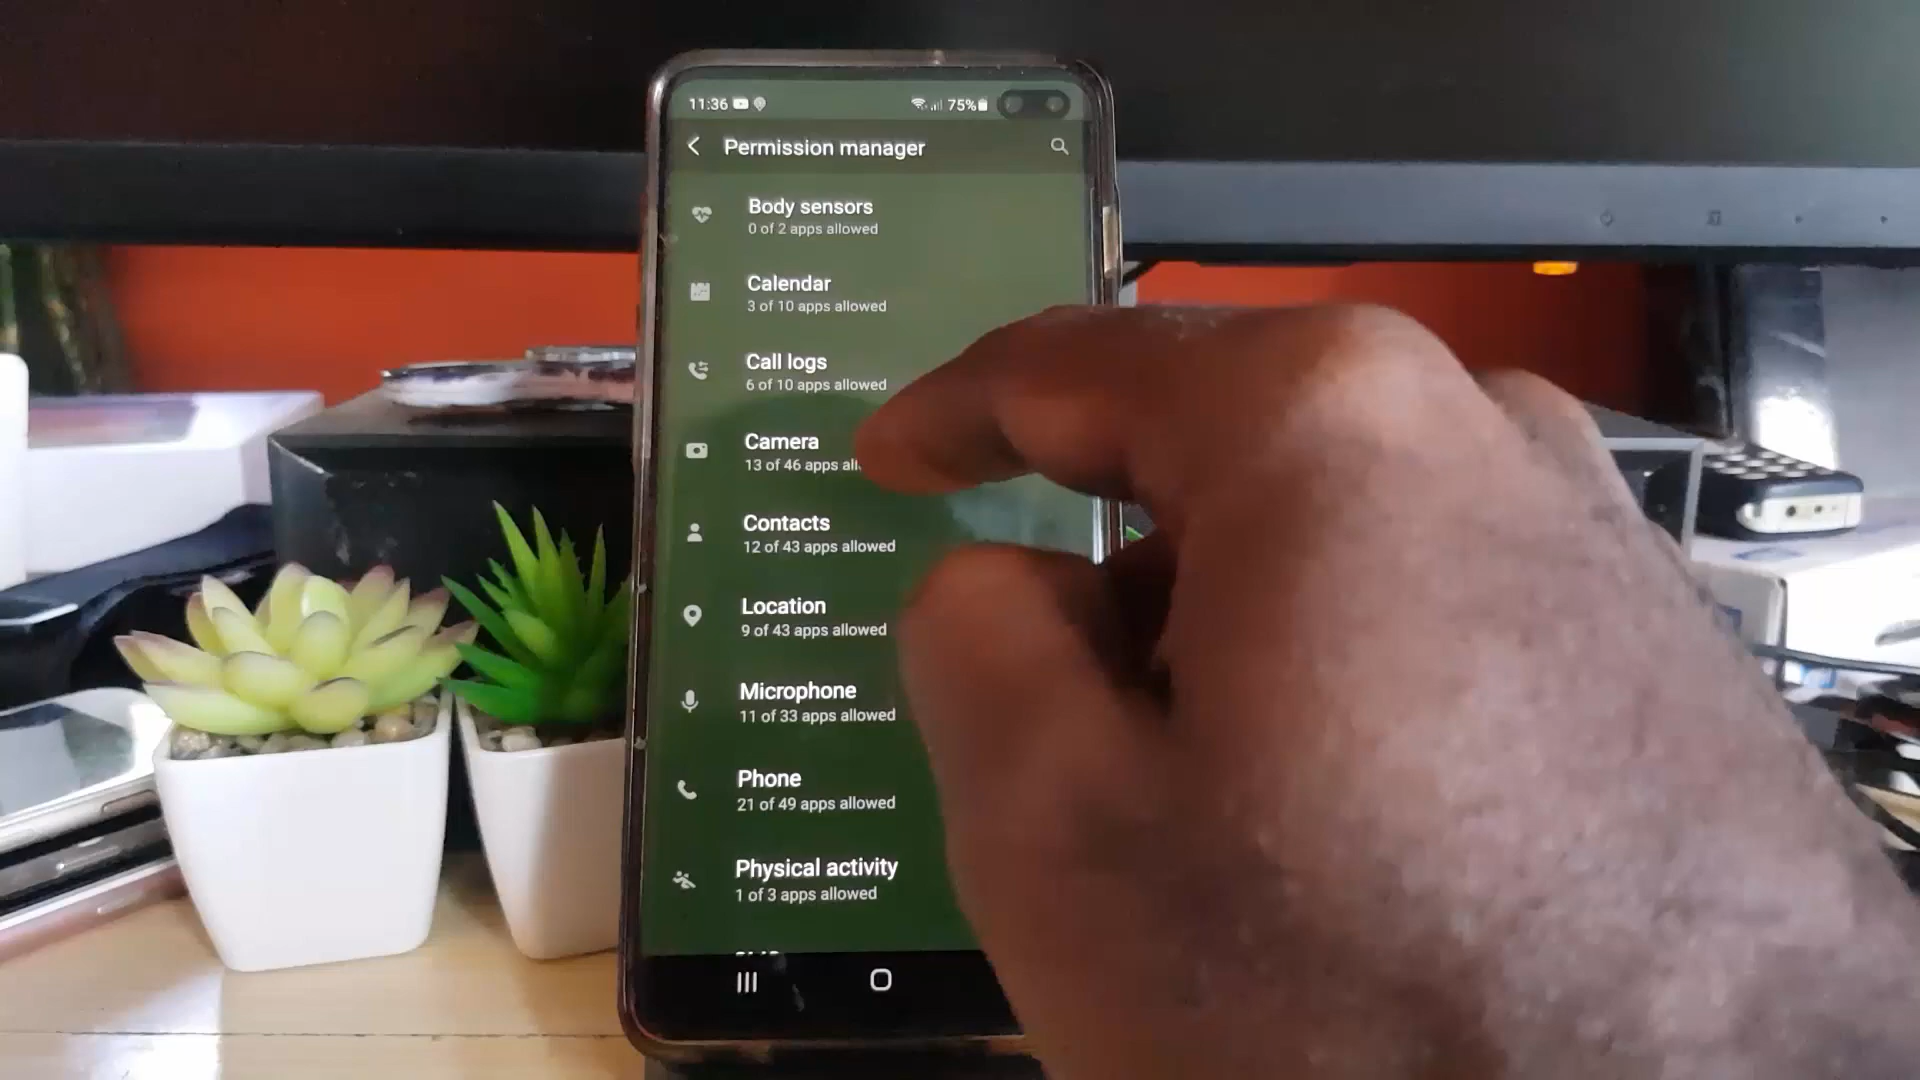 11:36 75%
Permission manager
Body sensors
0 of 2 apps allowed
Calendar
3 of 10 apps allowed
Call logs
6 of 10 apps allowed
Camera
13 of 46 apps
Contacts
12 of 43 apps allowed
Location
9 of 43 apps allowed
Microphone
11 of 33 apps allowed
Phone
21 of 49 apps allowed
Physical activity
1 of 3 apps allowed